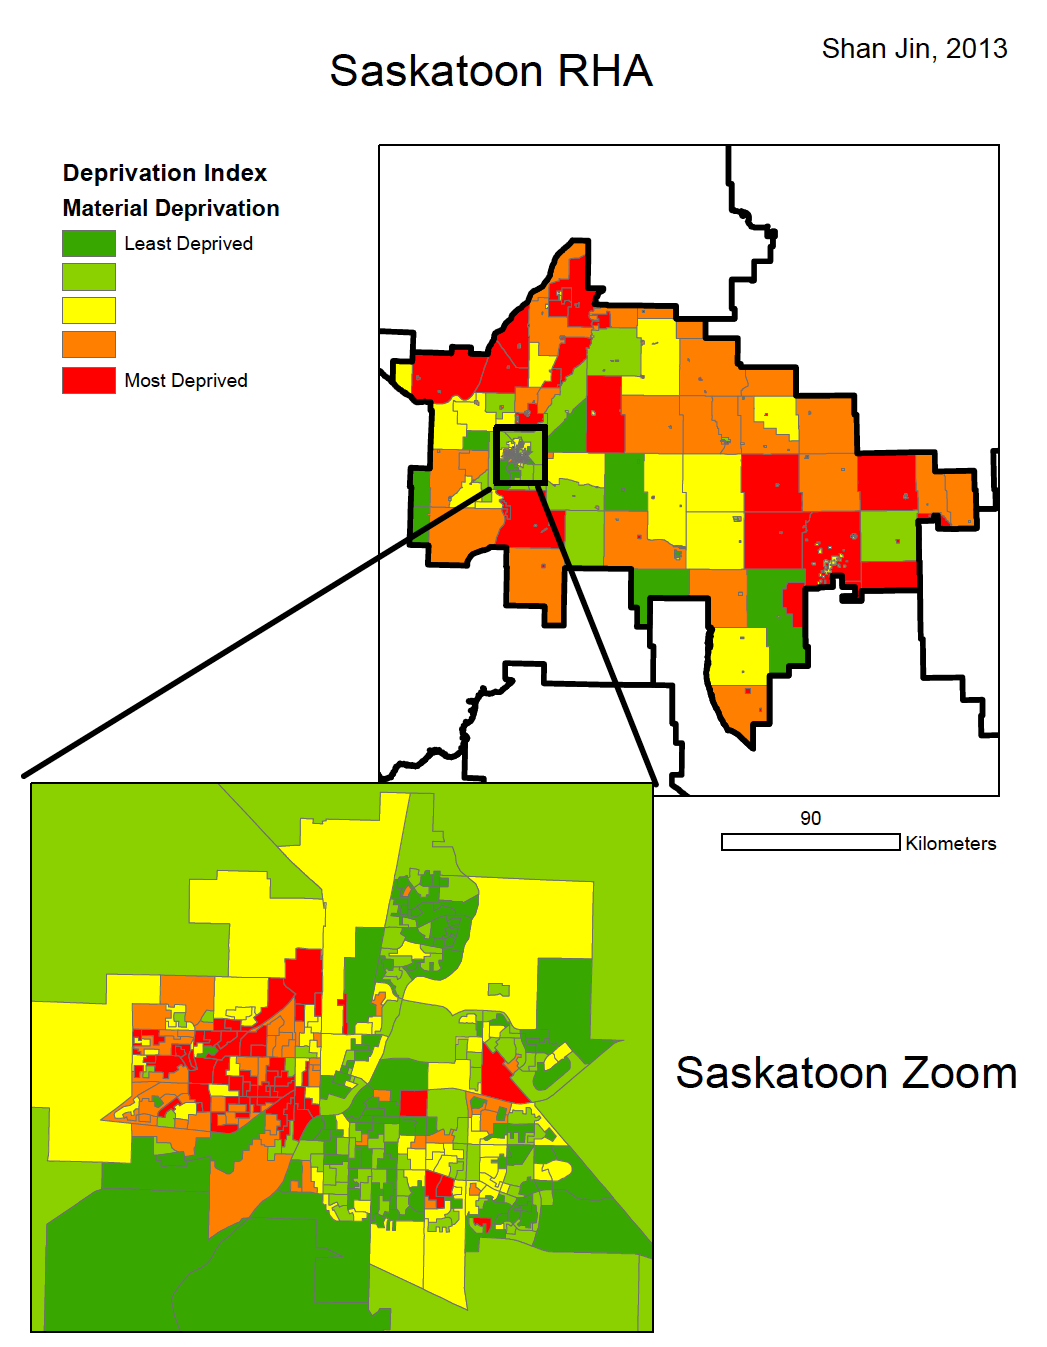 Shan Jin, 2013
Saskatoon RHA
Deprivation Index
Material Deprivation
Least Deprived
Most Deprived
90
Kilometers
Saskatoon Zoom